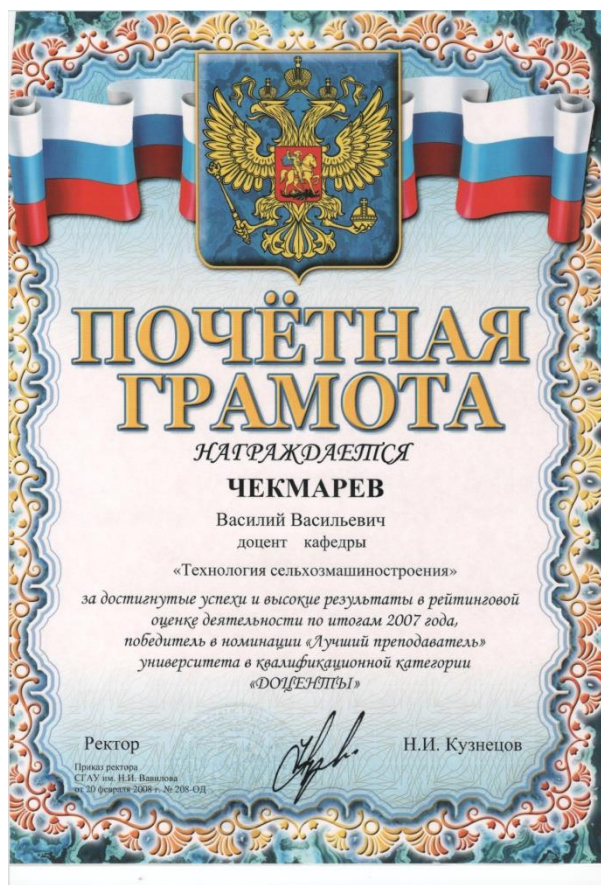 ПОЧЁТНАЯ
ГРАМОТА
НАГРАЖДАЕТСЯ
ЧЕКМАРЕВ
Василий Васильевич
доцент кафедры
«Технология сельхозмашиностроения»
за достигнутые успехи и высокие результаты в рейтинговой
оценке деятельности по итогам 2007 года,
победитель в номинации «Лучший преподаватель»
университета в квалификационной категории
«ДОЦЕНТЫ»
Ректор
Н.И. Кузнецов
Приказ ректора
СГАУ им. Н.И. Вавилова
от 20 февраля 2008 г. № 208-ОД